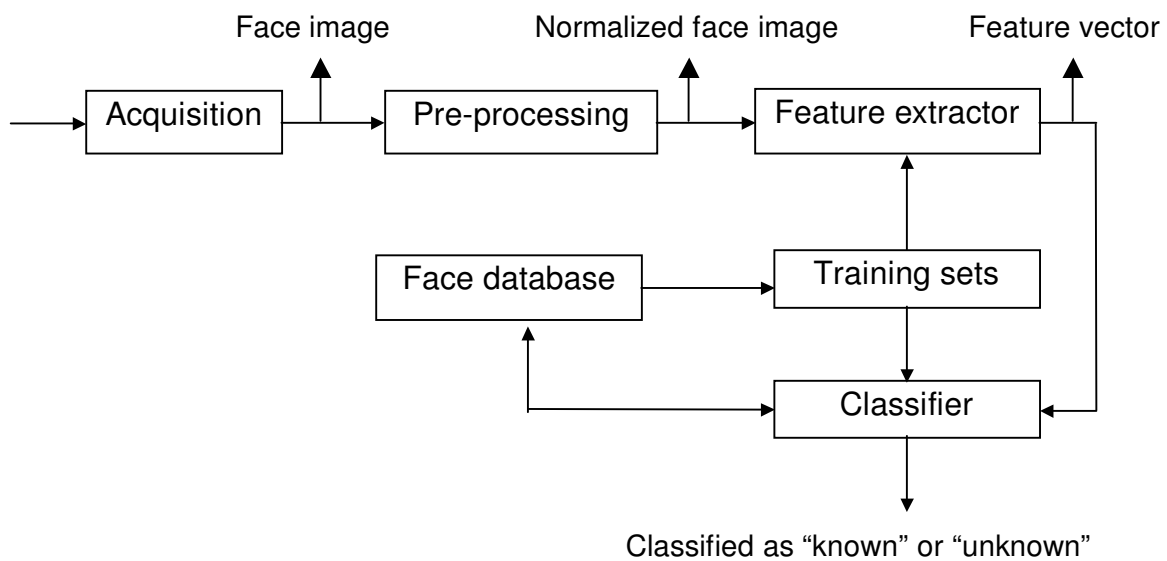 Face image
Normalized face image
Feature vector
Acquisition
Pre-processing
Feature extractor
Face database
Training sets
Classifier
Classified as “known” or “unknown”